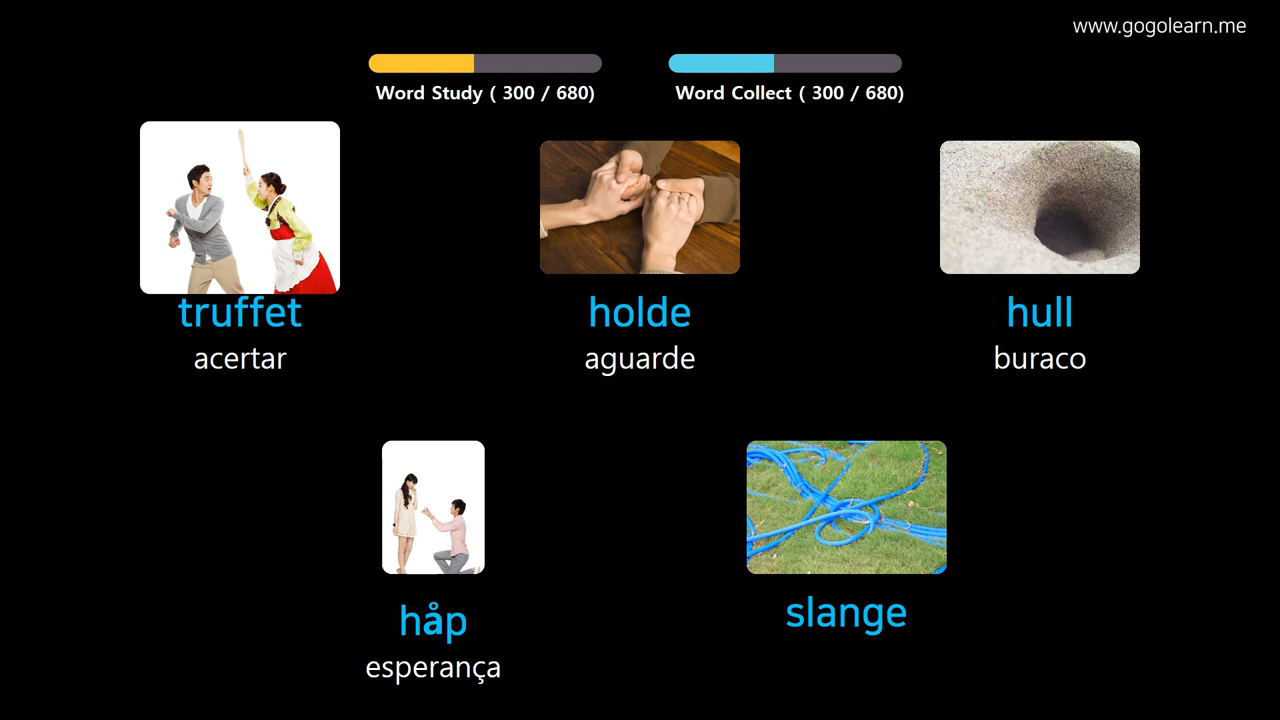 www.gogolearn.me
Word Study ( 300 / 680)
Word Collect ( 300 / 680)
truffet
acertar
holde
aguarde
hull
buraco
håp
esperança
slange